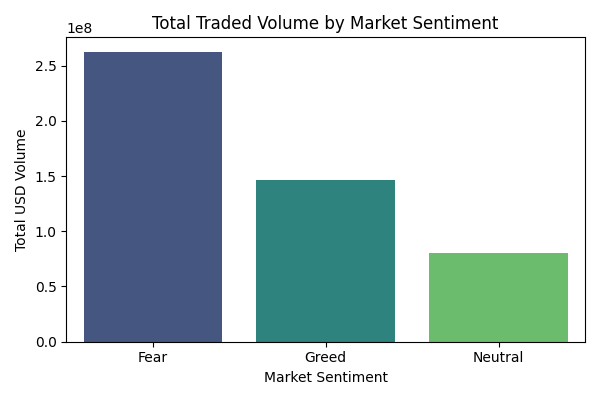 Total Traded Volume by Market Sentiment
1e8
2.5
2.0
1.5
1.0
0.5
0.0
Total USD Volume
Fear
Greed
Neutral
Market Sentiment